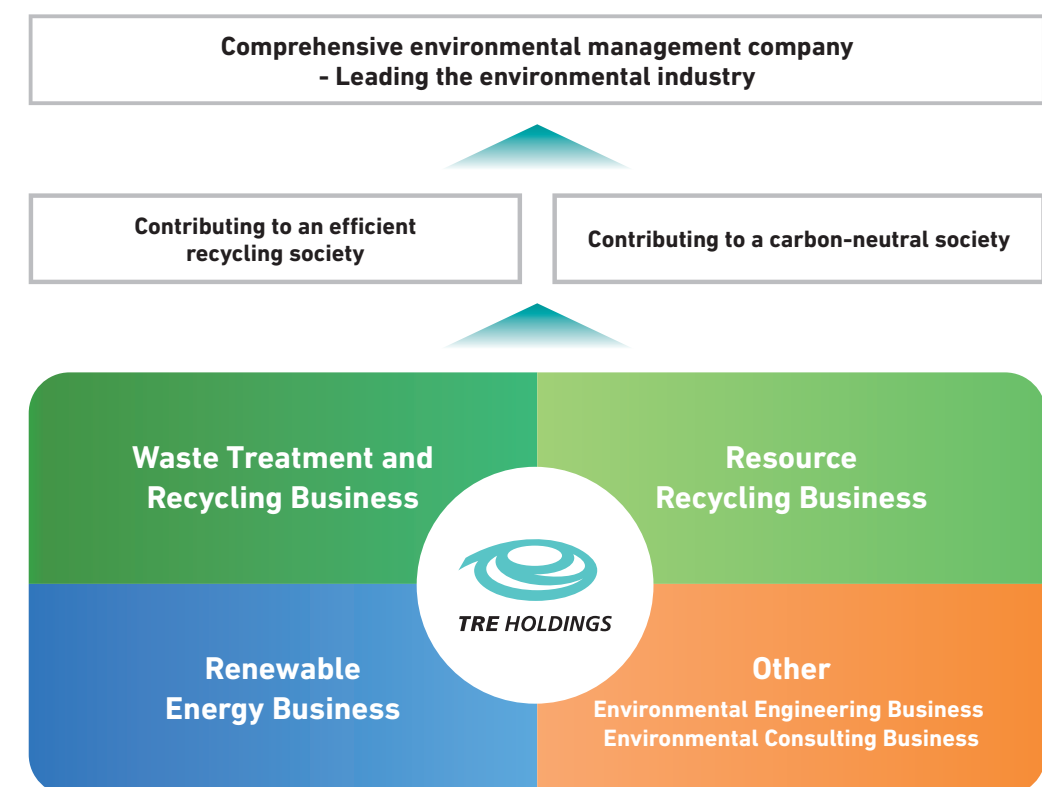 Comprehensive environmental management company
- Leading the environmental industry
Contributing to an efficient
recycling society
Contributing to a carbon-neutral society
Waste Treatment and
Recycling Business
Resource
Recycling Business
TRE HOLDINGS
Renewable
Energy Business
Other
Environmental Engineering Business
Environmental Consulting Business